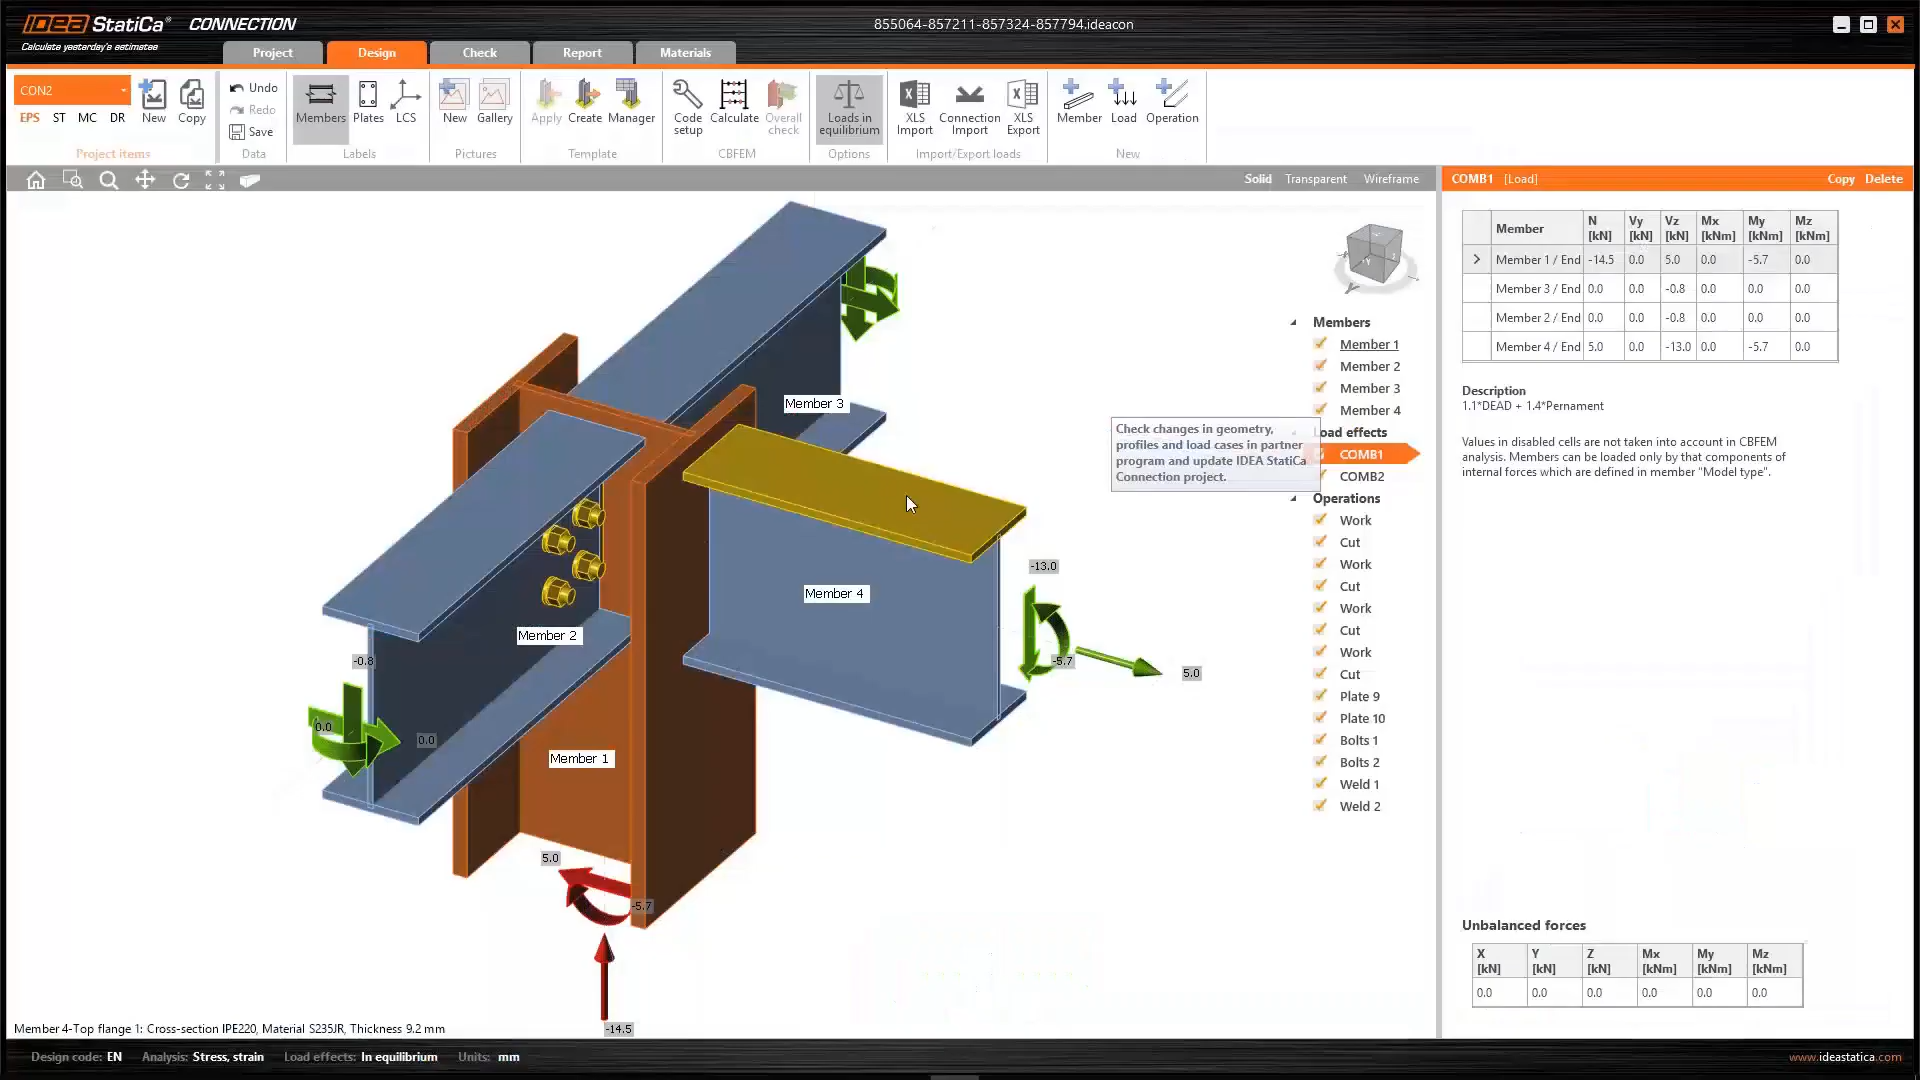 IDEA StatiCa® CONNECTION
Calculate yesterday's estimates
855064-857211-857324-857794.ideacon
Project Design Check Report Materials
CON2
EPS ST MC DR
New Copy
Project items
Undo
Redo
Save
Data
Members Plates LCS
Labels
New Gallery
Pictures
Apply Create Manager
Template
Code setup Calculate Overall check
CBFEM
Loads in equilibrium
Options
XLS Import Connection Import XLS Export
Import/Export loads
Member Load Operation
New
Solid Transparent Wireframe
COMB1 [Load] Copy Delete
Member N [kN] Vy [kN] Vz [kN] Mx [kNm] My [kNm] Mz [kNm]
Member 1 / End -14.5 0.0 5.0 0.0 -5.7 0.0
Member 3 / End 0.0 0.0 -0.8 0.0 0.0 0.0
Member 2 / End 0.0 0.0 -0.8 0.0 0.0 0.0
Member 4 / End 5.0 0.0 -13.0 0.0 -5.7 0.0
Description
1.1*DEAD + 1.4*Pernament
Values in disabled cells are not taken into account in CBFEM
analysis. Members can be loaded only by that components of
internal forces which are defined in member "Model type".
Unbalanced forces
X [kN] Y [kN] Z [kN] Mx [kNm] My [kNm] Mz [kNm]
0.0 0.0 0.0 0.0 0.0 0.0
Members
Member 1
Member 2
Member 3
Member 4
Load effects
COMB1
COMB2
Operations
Work
Cut
Work
Cut
Work
Cut
Work
Cut
Plate 9
Plate 10
Bolts 1
Bolts 2
Weld 1
Weld 2
Check changes in geometry,
profiles and load cases in partner
program and update IDEA StatiCa
Connection project.
Member 3
Member 4
Member 2
Member 1
-13.0
-5.7
5.0
-0.8
0.0
0.0
5.0
-5.7
-14.5
Member 4-Top flange 1: Cross-section IPE220, Material S235JR, Thickness 9.2 mm
Design code: EN Analysis: Stress, strain Load effects: In equilibrium Units: mm
www.ideastatica.com